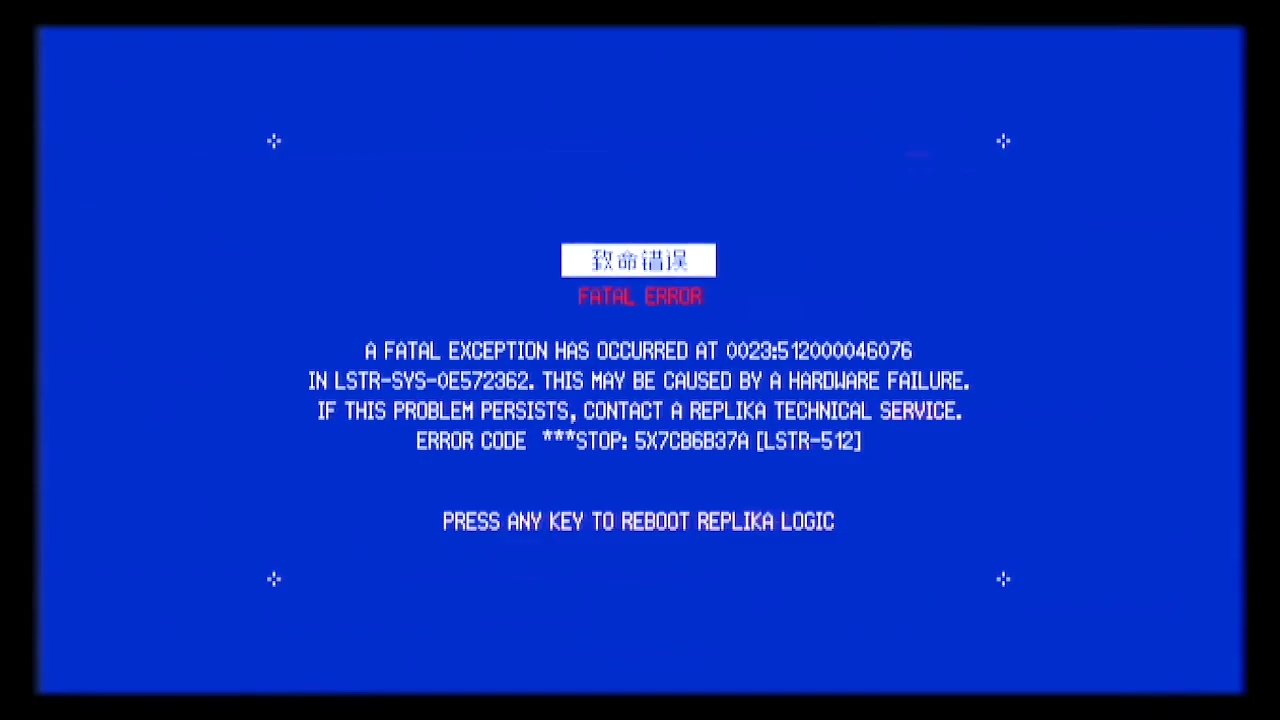 致命错误
FATAL ERROR
A FATAL EXCEPTION HAS OCCURRED AT 0023:512000046076
IN LSTR-SYS-0E572362. THIS MAY BE CAUSED BY A HARDWARE FAILURE.
IF THIS PROBLEM PERSISTS, CONTACT A REPLIKA TECHNICAL SERVICE.
ERROR CODE ***STOP: 5X7CB6B37A [LSTR-512]
PRESS ANY KEY TO REBOOT REPLIKA LOGIC